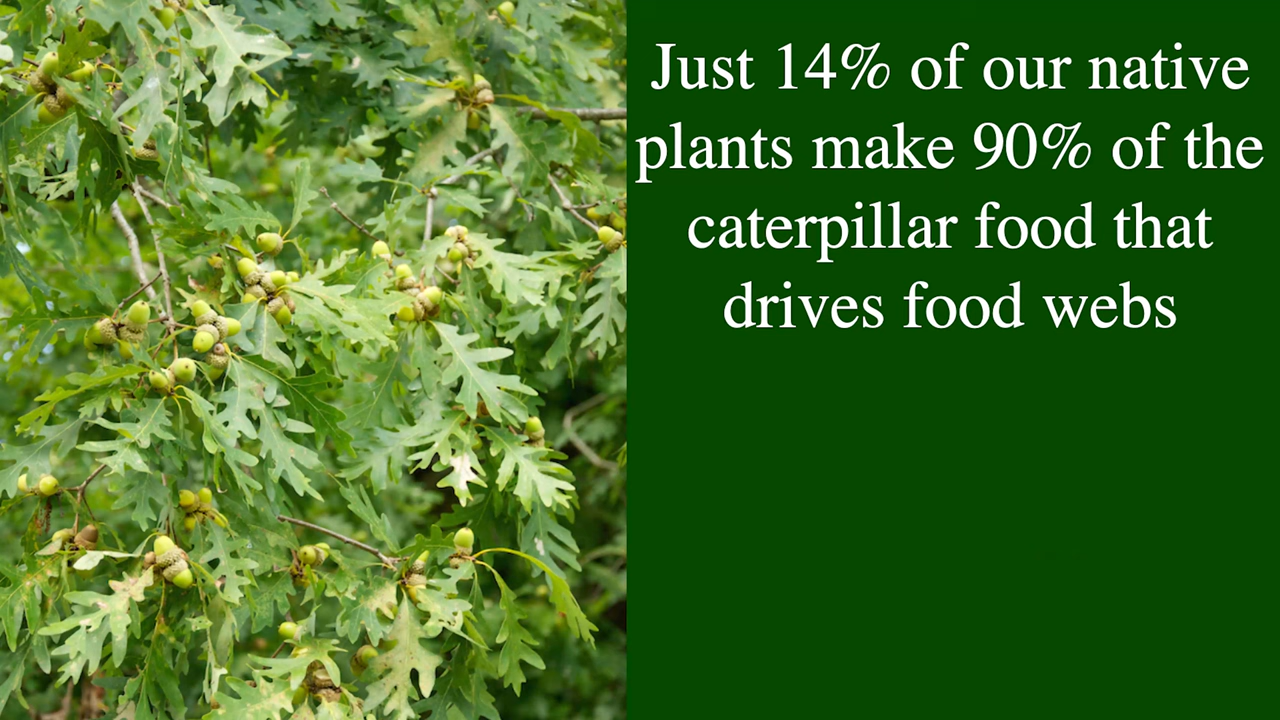 Just 14% of our native
plants make 90% of the
caterpillar food that
drives food webs